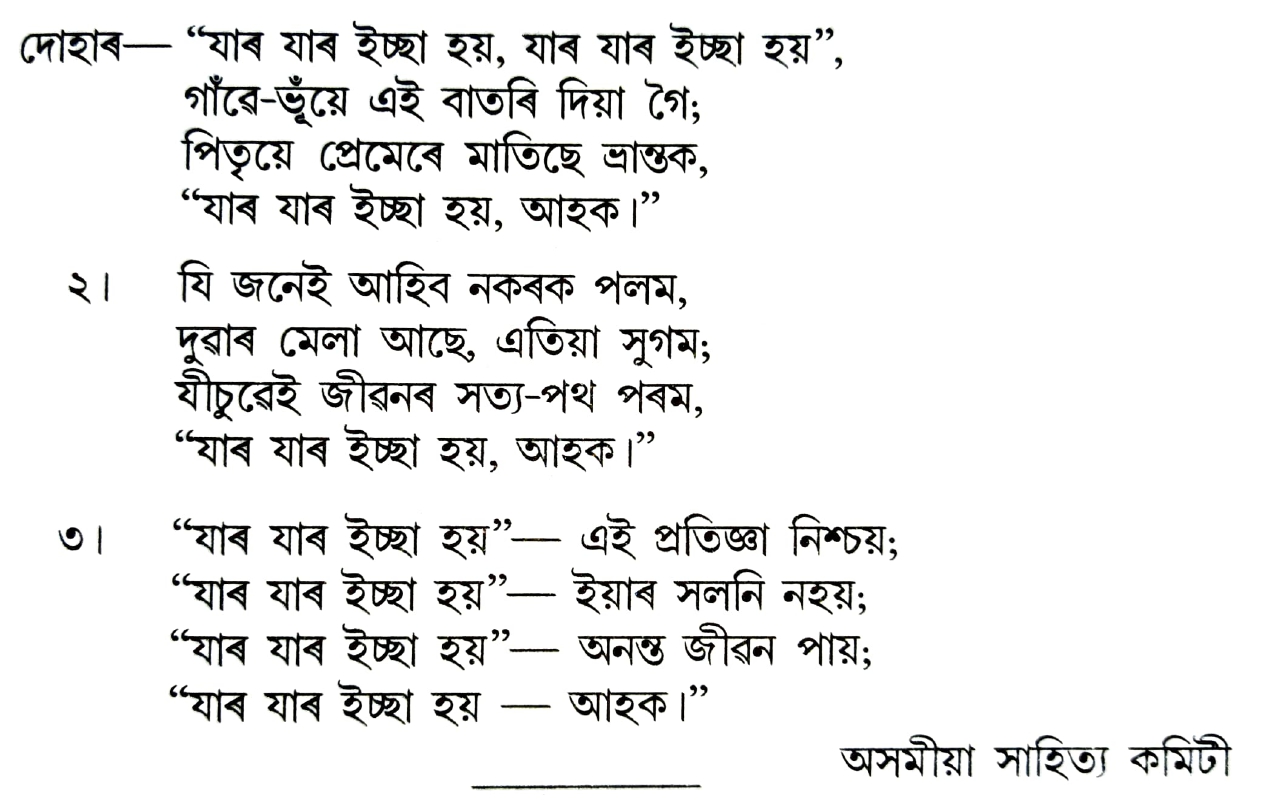 দোহাৰ— “যাৰ যাৰ ইচ্ছা হয়, যাৰ যাৰ ইচ্ছা হয়”,
গাঁৱে-ভূঁয়ে এই বাতৰি দিয়া গৈ;
পিতৃয়ে প্ৰেমেৰে মাতিছে ভ্ৰান্তক,
“যাৰ যাৰ ইচ্ছা হয়, আহক।”
২। যি জনেই আহিব নকৰক পলম,
দুৱাৰ মেলা আছে, এতিয়া সুগম;
যীচুৱেই জীৱনৰ সত্য-পথ পৰম,
“যাৰ যাৰ ইচ্ছা হয়, আহক।”
৩। “যাৰ যাৰ ইচ্ছা হয়”— এই প্ৰতিজ্ঞা নিশ্চয়;
“যাৰ যাৰ ইচ্ছা হয়”— ইয়াৰ সলনি নহয়;
“যাৰ যাৰ ইচ্ছা হয়”— অনন্ত জীৱন পায়;
“যাৰ যাৰ ইচ্ছা হয় — আহক।”
অসমীয়া সাহিত্য কমিটী